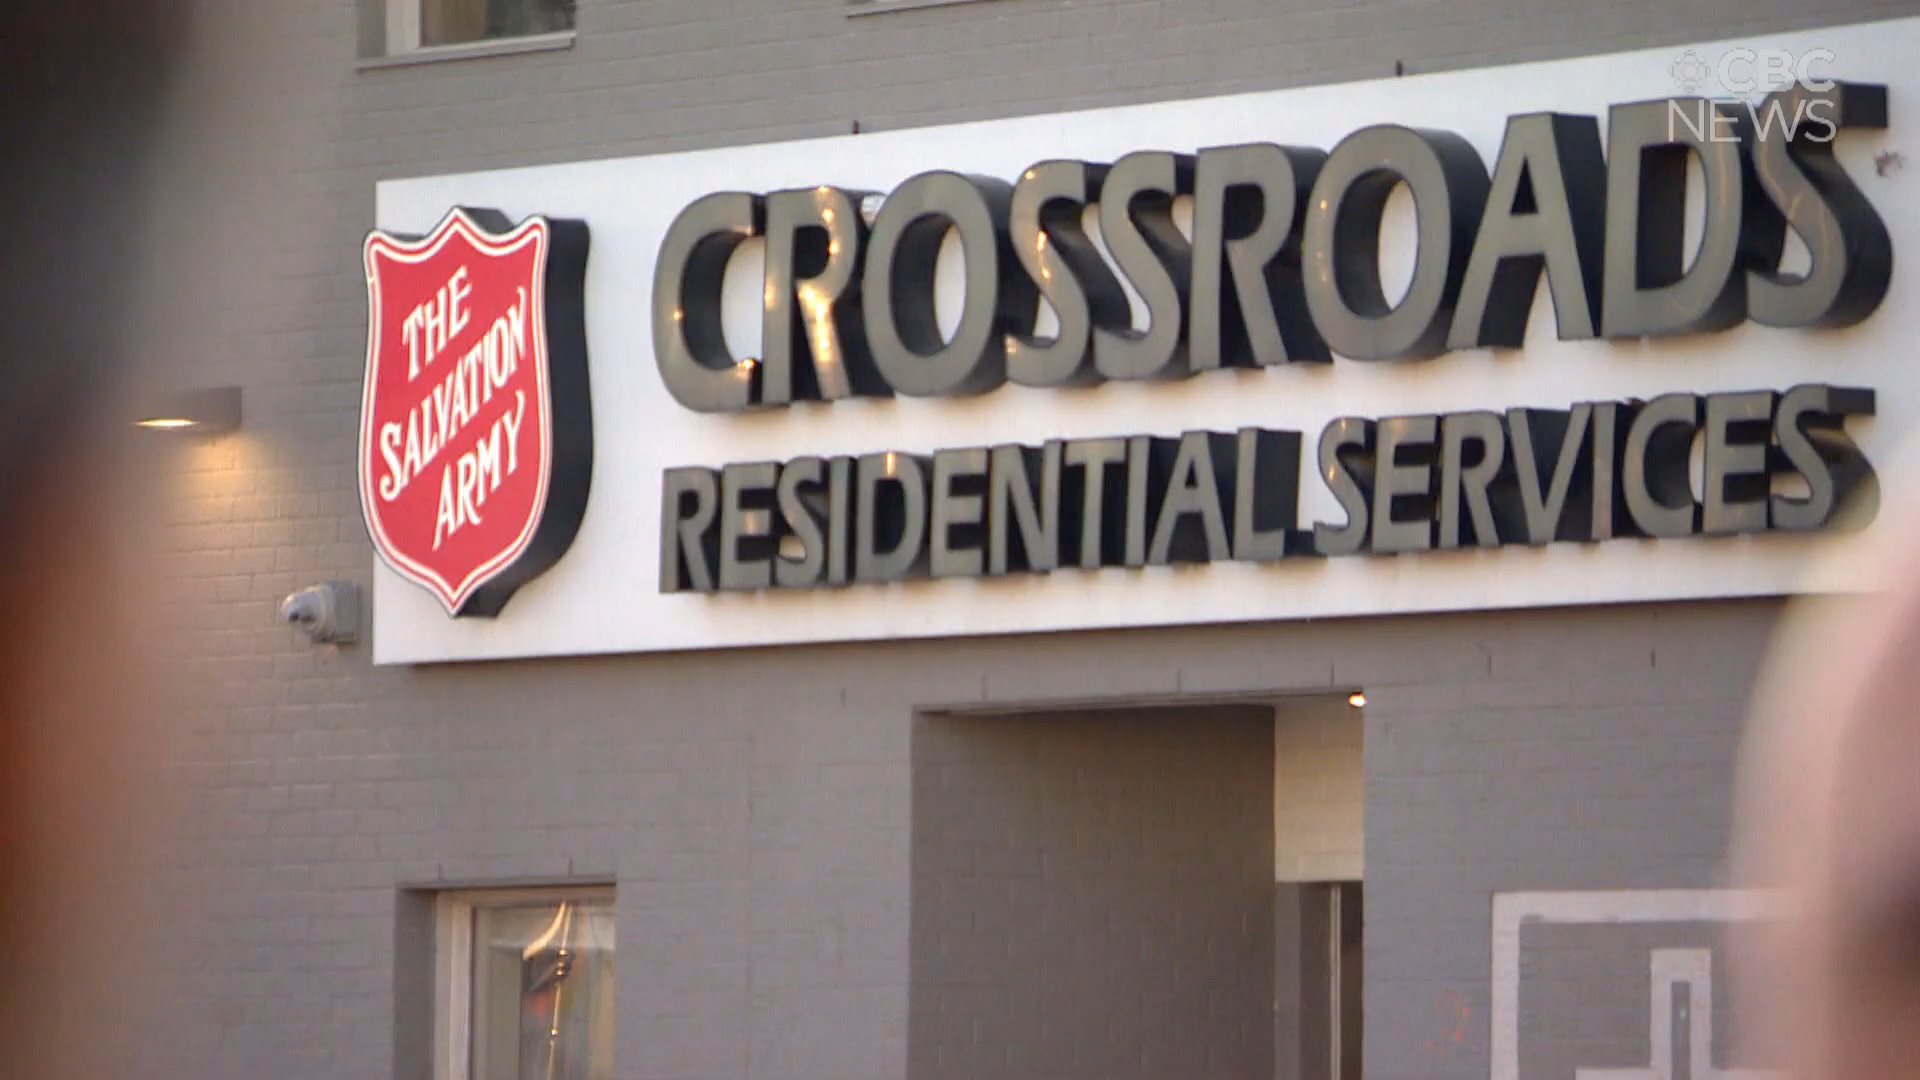 CBC
NEWS
THE
SALVATION
ARMY
CROSSROADS
RESIDENTIAL SERVICES